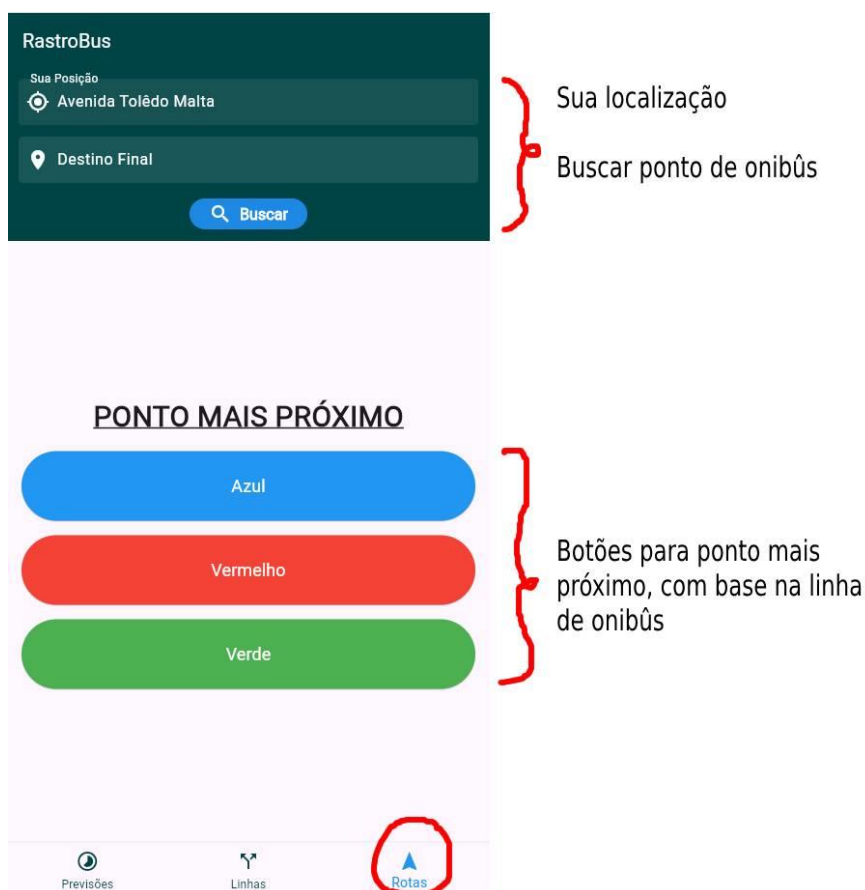 RastroBus
Sua Posição
Avenida Tolêdo Malta
Destino Final
Buscar
Sua localização
Buscar ponto de onibûs
PONTO MAIS PRÓXIMO
Azul
Vermelho
Verde
Botões para ponto mais
próximo, com base na linha
de onibûs
Previsões
Linhas
Rotas